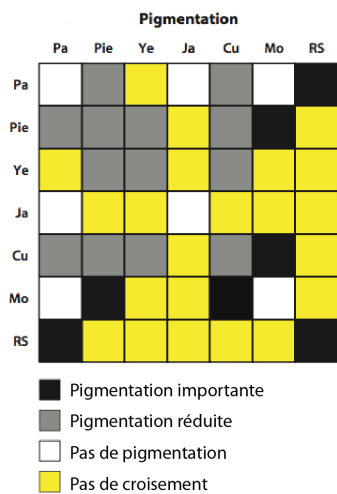 Pigmentation
Pa Pie Ye Ja Cu Mo RS
Pa
Pie
Ye
Ja
Cu
Mo
RS
Pigmentation importante
Pigmentation réduite
Pas de pigmentation
Pas de croisement